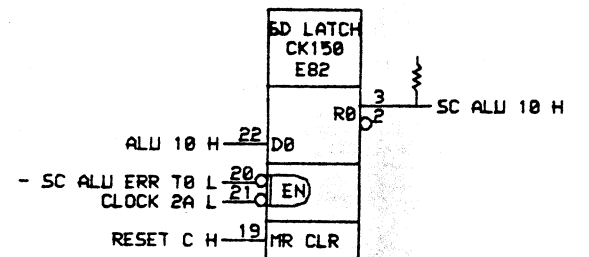 6D LATCH
CK150
E82
3
SC ALU 10 H
R0
2
ALU 10 H
22
D0
- SC ALU ERR T0 L
20
EN
CLOCK 2A L
21
RESET C H
19
MR CLR